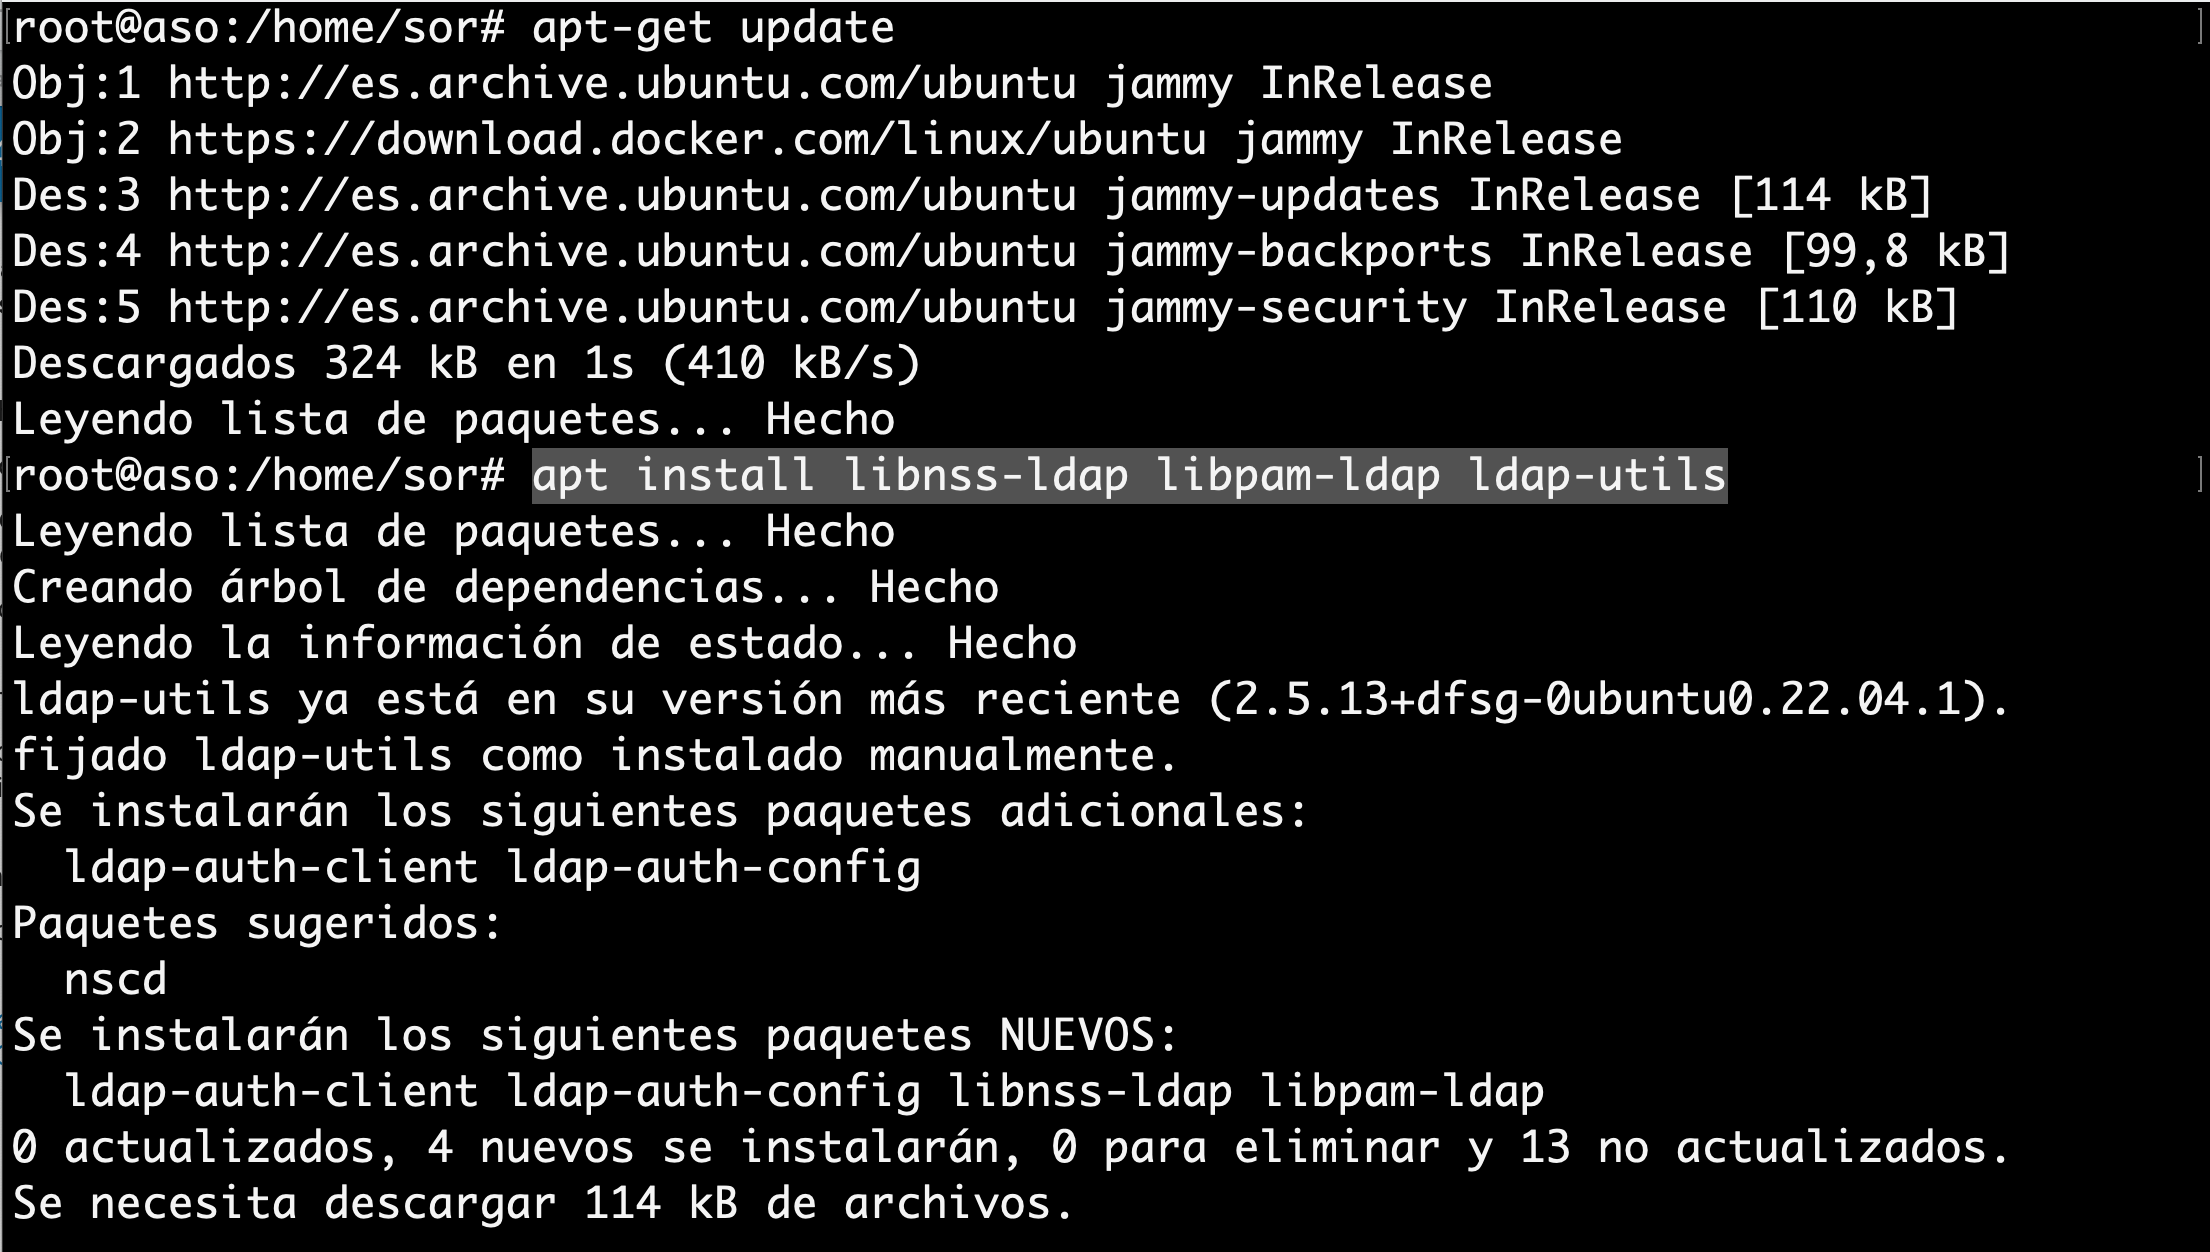 root@aso:/home/sor# apt-get update
Obj:1 http://es.archive.ubuntu.com/ubuntu jammy InRelease
Obj:2 https://download.docker.com/linux/ubuntu jammy InRelease
Des:3 http://es.archive.ubuntu.com/ubuntu jammy-updates InRelease [114 kB]
Des:4 http://es.archive.ubuntu.com/ubuntu jammy-backports InRelease [99,8 kB]
Des:5 http://es.archive.ubuntu.com/ubuntu jammy-security InRelease [110 kB]
Descargados 324 kB en 1s (410 kB/s)
Leyendo lista de paquetes... Hecho
root@aso:/home/sor# apt install libnss-ldap libpam-ldap ldap-utils
Leyendo lista de paquetes... Hecho
Creando árbol de dependencias... Hecho
Leyendo la información de estado... Hecho
ldap-utils ya está en su versión más reciente (2.5.13+dfsg-0ubuntu0.22.04.1).
fijado ldap-utils como instalado manualmente.
Se instalarán los siguientes paquetes adicionales:
  ldap-auth-client ldap-auth-config
Paquetes sugeridos:
  nscd
Se instalarán los siguientes paquetes NUEVOS:
  ldap-auth-client ldap-auth-config libnss-ldap libpam-ldap
0 actualizados, 4 nuevos se instalarán, 0 para eliminar y 13 no actualizados.
Se necesita descargar 114 kB de archivos.